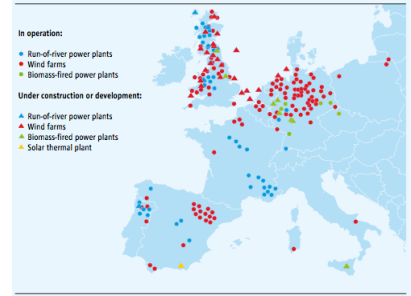 In operation:
Run-of-river power plants
Wind farms
Biomass-fired power plants
Under construction or development:
Run-of-river power plants
Wind farms
Biomass-fired power plants
Solar thermal plant